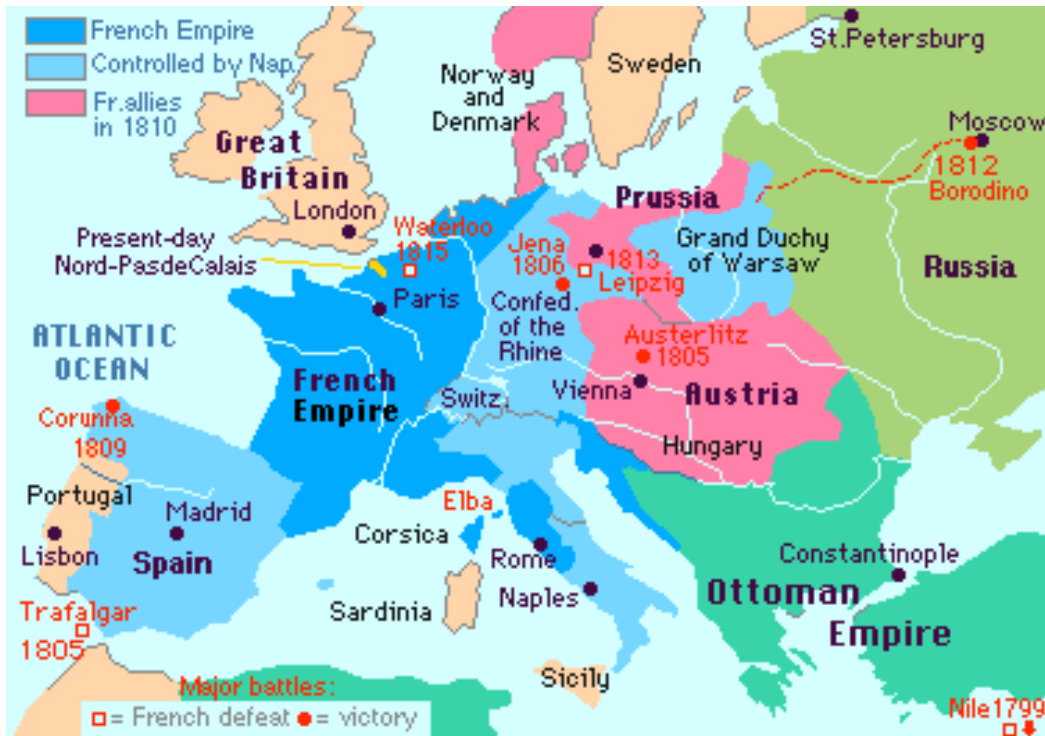 French Empire
Controlled by Nap.
Fr.allies
in 1810
Norway
and
Denmark
Sweden
St.Petersburg
Moscow
1812
Borodino
Great
Britain
London
Present-day
Nord-PasdeCalais
Waterloo
1815
Jena
1806
Prussia
1813
Leipzig
Grand Duchy
of Warsaw
Russia
Paris
Confed.
of the
Rhine
ATLANTIC
OCEAN
Austerlitz
1805
French
Empire
Switz.
Vienna
Austria
Hungary
Corunna
1809
Portugal
Madrid
Lisbon
Spain
Elba
Corsica
Rome
Naples
Sardinia
Constantinople
Ottoman
Empire
Trafalgar
1805
Sicily
Major battles:
= French defeat = victory
Nile1799